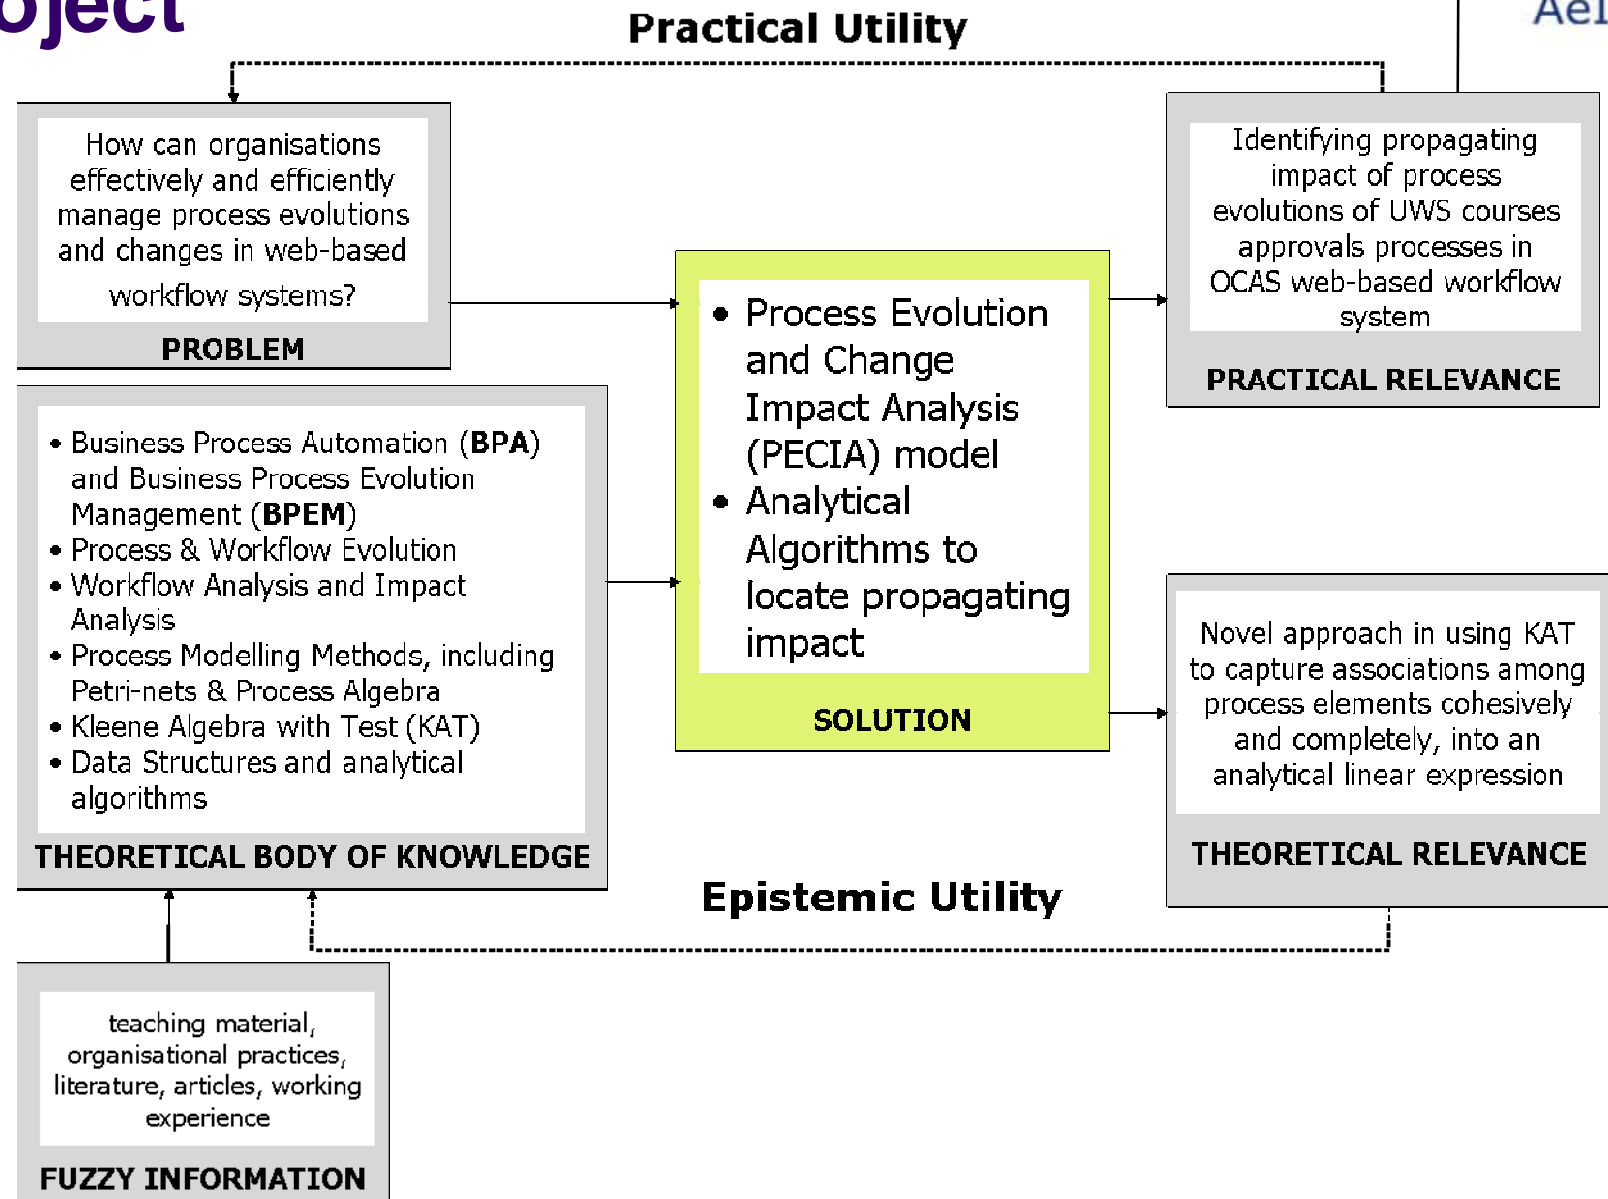 oject
AeI
Practical Utility
How can organisations
effectively and efficiently
manage process evolutions
and changes in web-based
workflow systems?
PROBLEM
Identifying propagating
impact of process
evolutions of UWS courses
approvals processes in
OCAS web-based workflow
system
PRACTICAL RELEVANCE
• Process Evolution
and Change
Impact Analysis
(PECIA) model
• Analytical
Algorithms to
locate propagating
impact
SOLUTION
• Business Process Automation (BPA)
and Business Process Evolution
Management (BPEM)
• Process & Workflow Evolution
• Workflow Analysis and Impact
Analysis
• Process Modelling Methods, including
Petri-nets & Process Algebra
• Kleene Algebra with Test (KAT)
• Data Structures and analytical
algorithms
THEORETICAL BODY OF KNOWLEDGE
Novel approach in using KAT
to capture associations among
process elements cohesively
and completely, into an
analytical linear expression
THEORETICAL RELEVANCE
Epistemic Utility
teaching material,
organisational practices,
literature, articles, working
experience
FUZZY INFORMATION